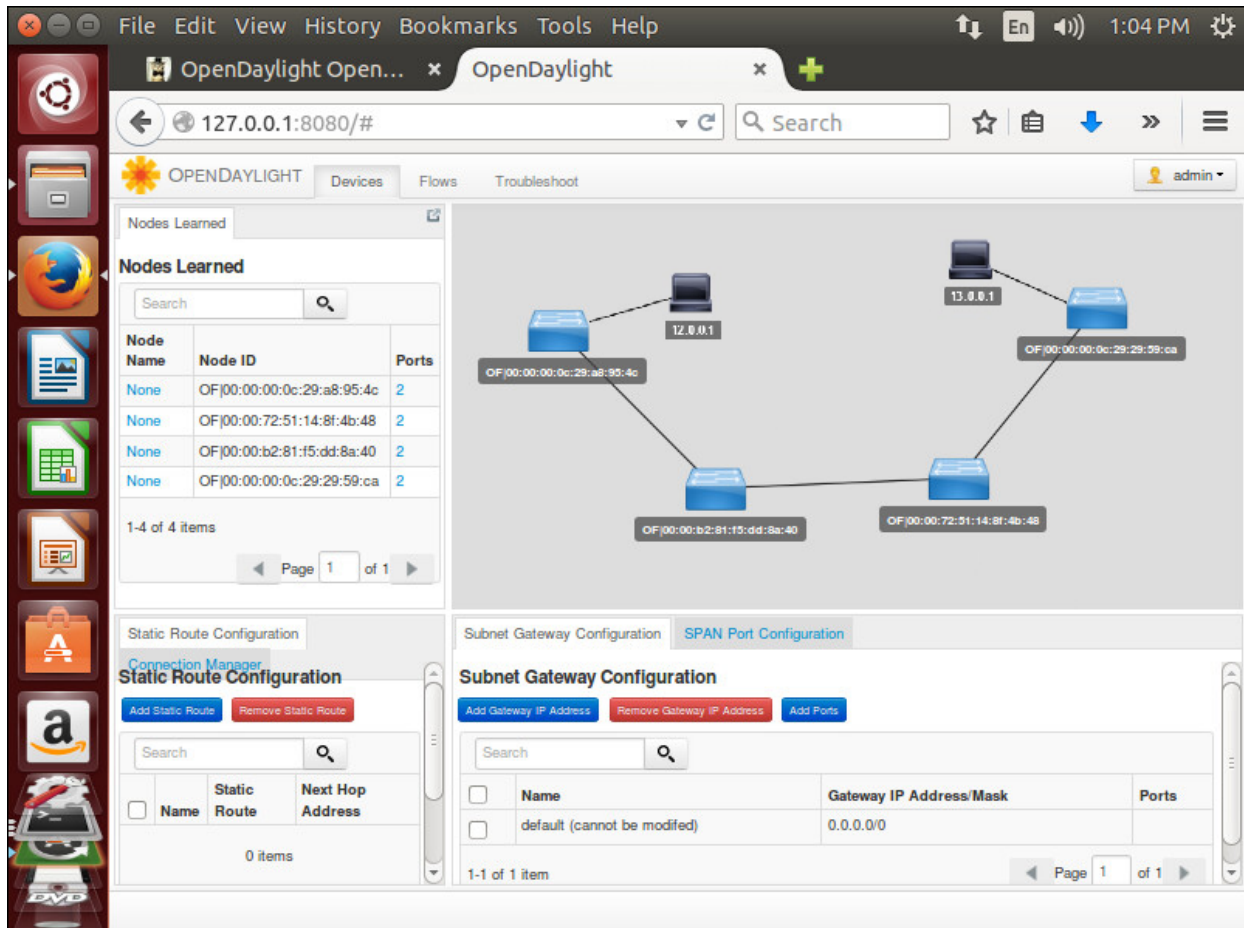 File Edit View History Bookmarks Tools Help En 1:04 PM
OpenDaylight Open... × OpenDaylight ×
127.0.0.1:8080/# Search
OPENDAYLIGHT Devices Flows Troubleshoot admin
Nodes Learned
Nodes Learned
Search
Node Name Node ID Ports
None OF|00:00:00:0c:29:a8:95:4c 2
None OF|00:00:72:51:14:8f:4b:48 2
None OF|00:00:b2:81:f5:dd:8a:40 2
None OF|00:00:00:0c:29:29:59:ca 2
1-4 of 4 items
Page 1 of 1
13.0.0.1
12.0.0.1
OF|00:00:00:0c:29:29:59:ca
OF|00:00:00:0c:29:a8:95:4c
OF|00:00:72:51:14:8f:4b:48
OF|00:00:b2:81:f5:dd:8a:40
Static Route Configuration
Connection Manager
Static Route Configuration
Add Static Route Remove Static Route
Search
Name Static Route Next Hop Address
0 items
Subnet Gateway Configuration SPAN Port Configuration
Subnet Gateway Configuration
Add Gateway IP Address Remove Gateway IP Address Add Ports
Search
Name Gateway IP Address/Mask Ports
default (cannot be modifed) 0.0.0.0/0
1-1 of 1 item Page 1 of 1
a
DVD